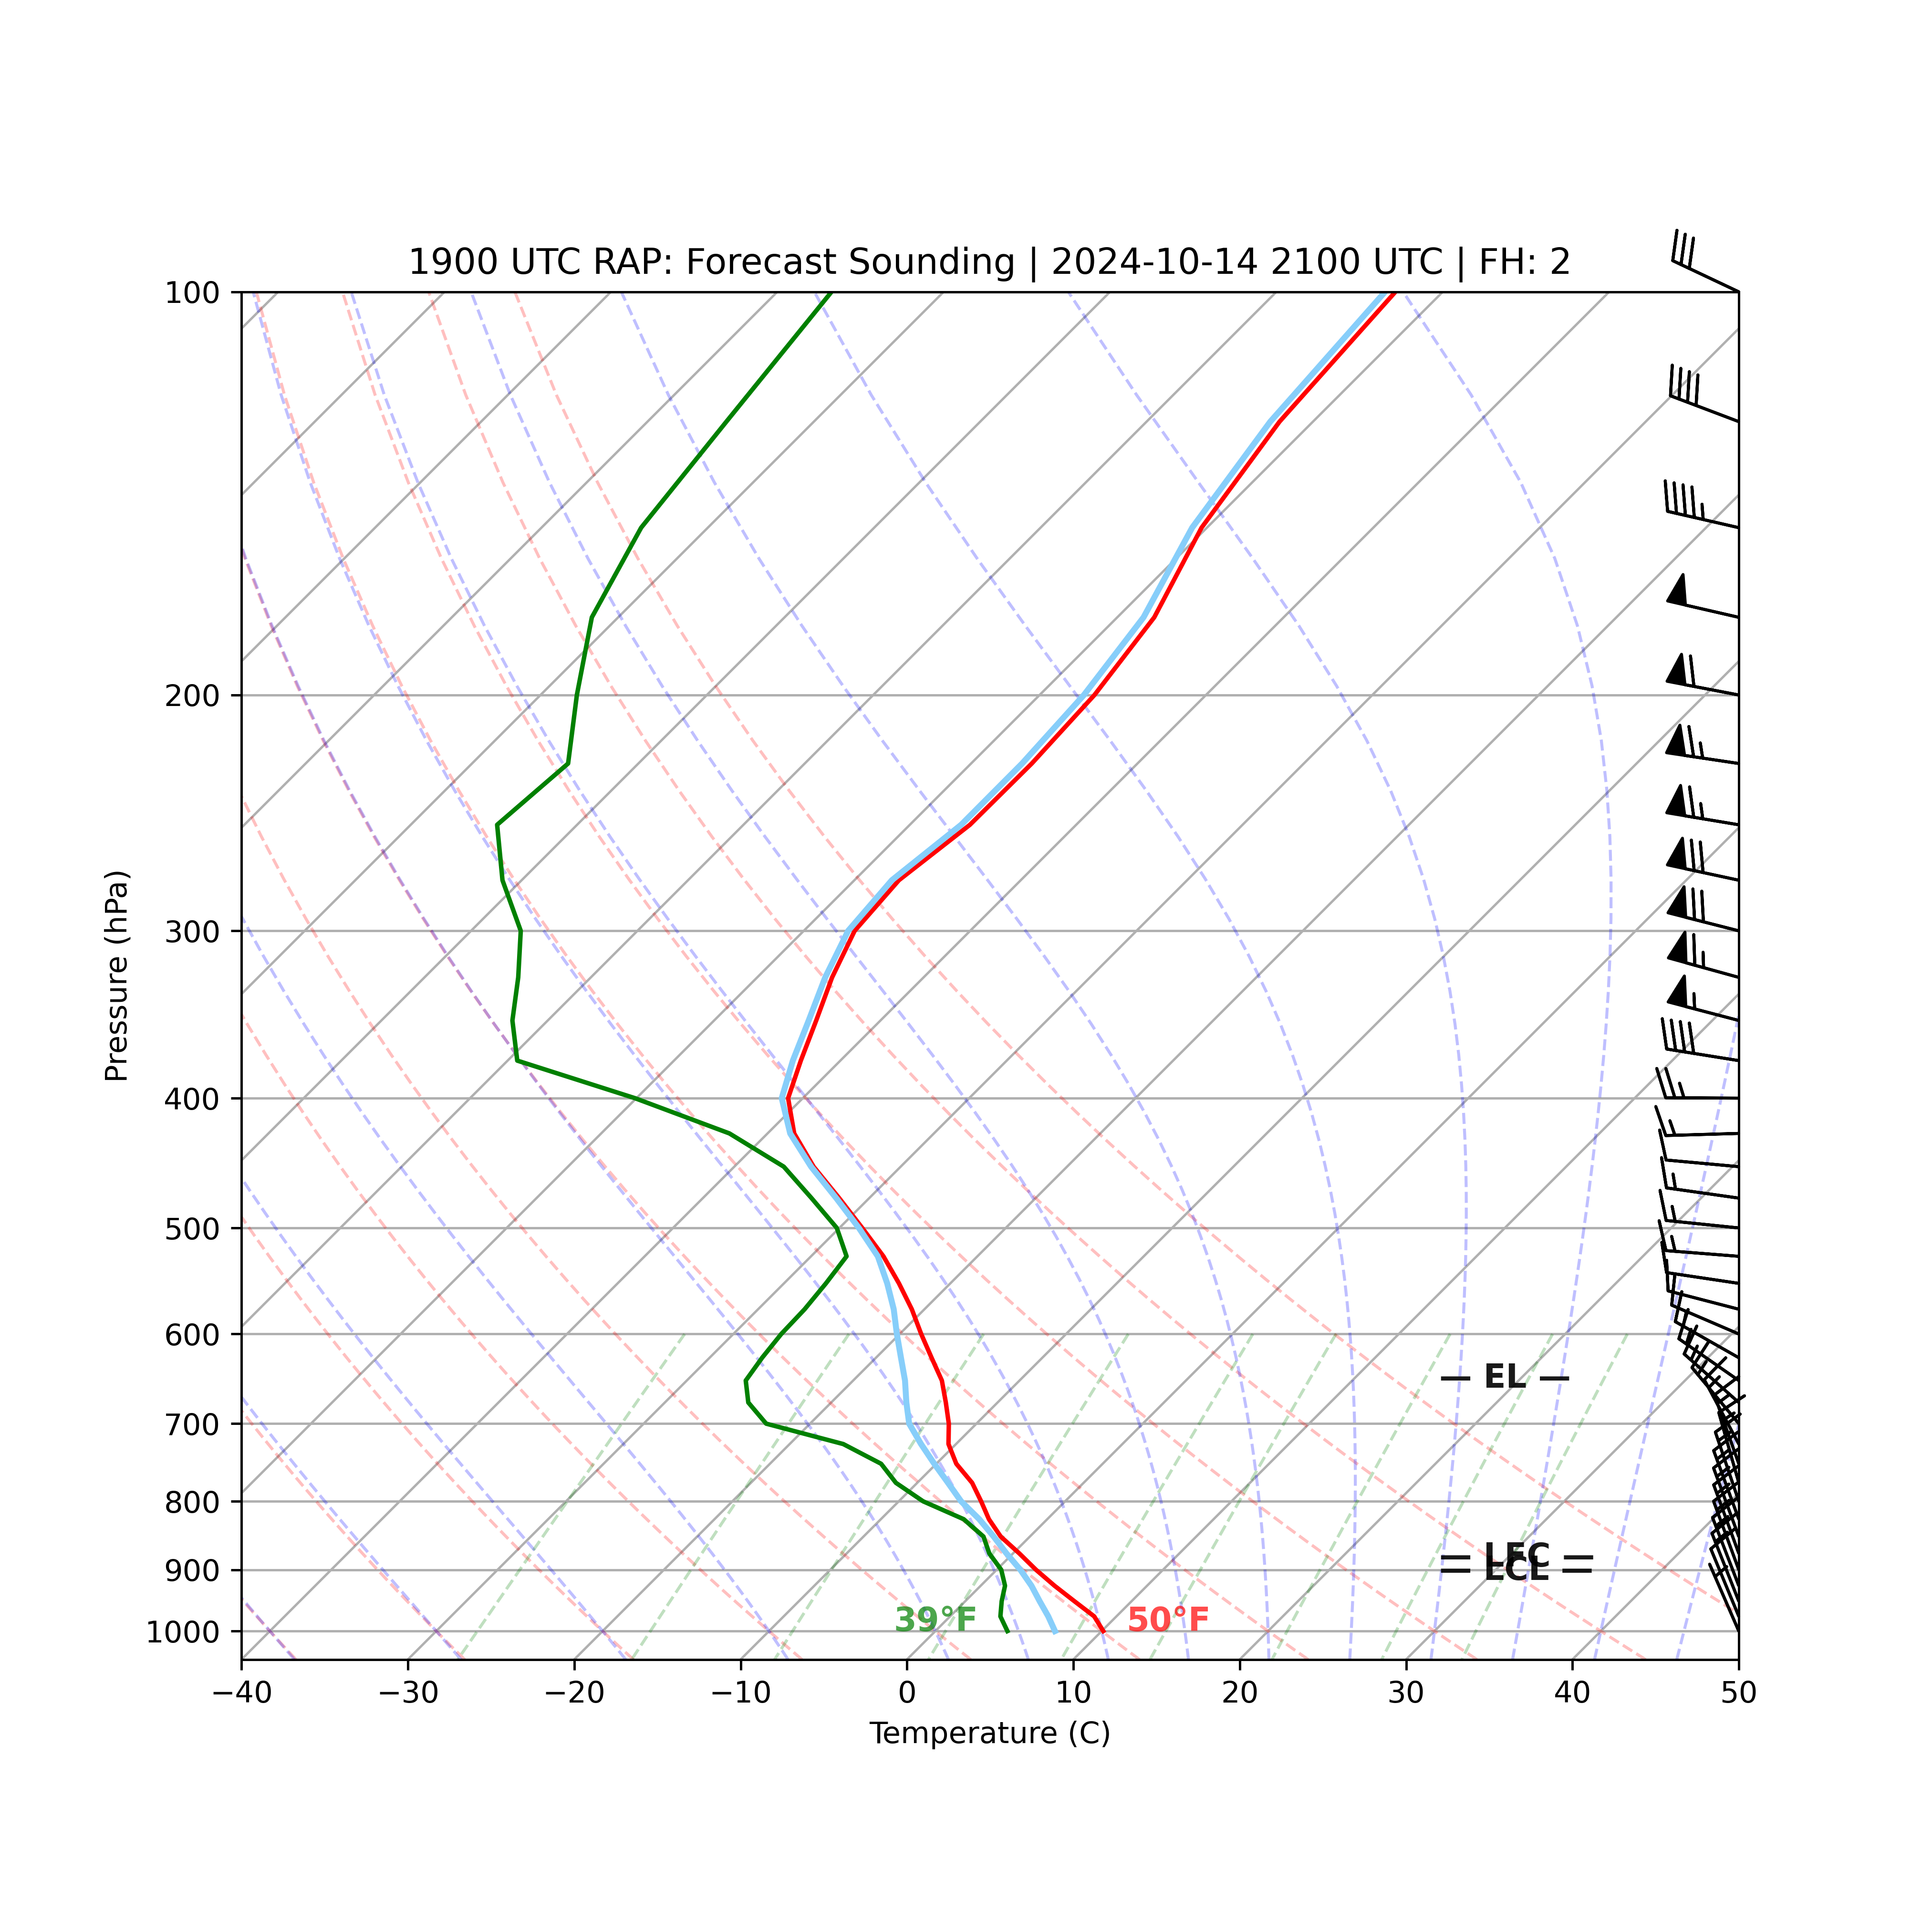 1900 UTC RAP: Forecast Sounding | 2024-10-14 2100 UTC | FH: 2
100
200
300
400
500
600
700
800
900
1000
Pressure (hPa)
— EL —
— LFC —
— LCL —
39°F
50°F
−40 −30 −20 −10 0 10 20 30 40 50
Temperature (C)